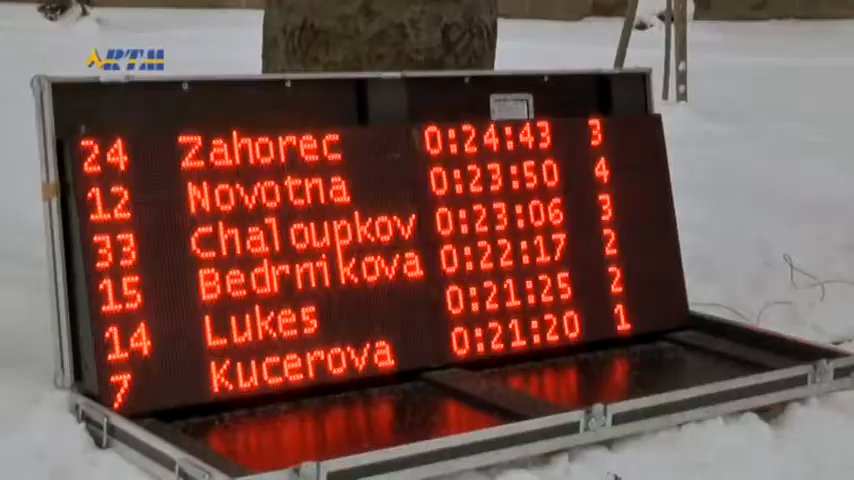 RTM
24 Zahorec 0:24:43 3
12 Novotna 0:23:50 4
33 Chaloupkov 0:23:06 3
15 Bedrnikova 0:22:17 2
14 Lukes 0:21:25 2
7 Kucerova 0:21:20 1